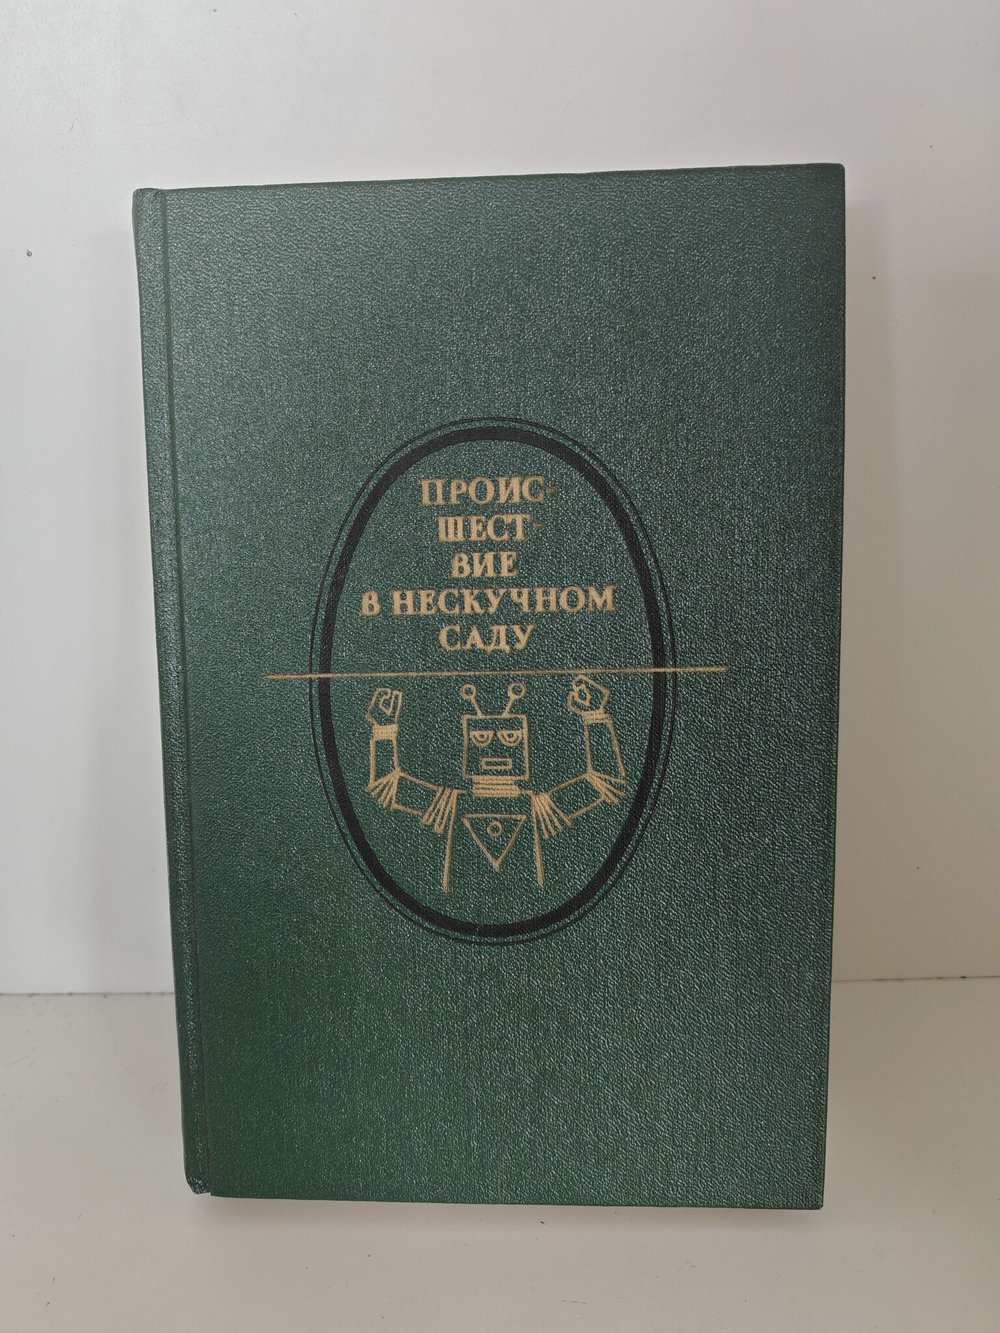 ПРОИС-
ШЕСТ-
ВИЕ
В НЕСКУЧНОМ
САДУ